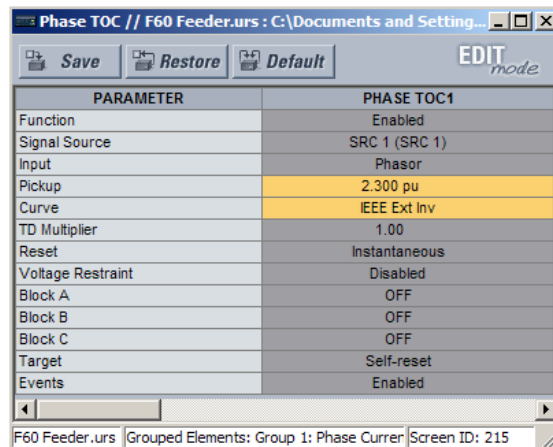 Phase TOC // F60 Feeder.urs : C:\Documents and Setting...
Save Restore Default EDIT mode
PARAMETER PHASE TOC1
Function Enabled
Signal Source SRC 1 (SRC 1)
Input Phasor
Pickup 2.300 pu
Curve IEEE Ext Inv
TD Multiplier 1.00
Reset Instantaneous
Voltage Restraint Disabled
Block A OFF
Block B OFF
Block C OFF
Target Self-reset
Events Enabled
F60 Feeder.urs Grouped Elements: Group 1: Phase Currer Screen ID: 215